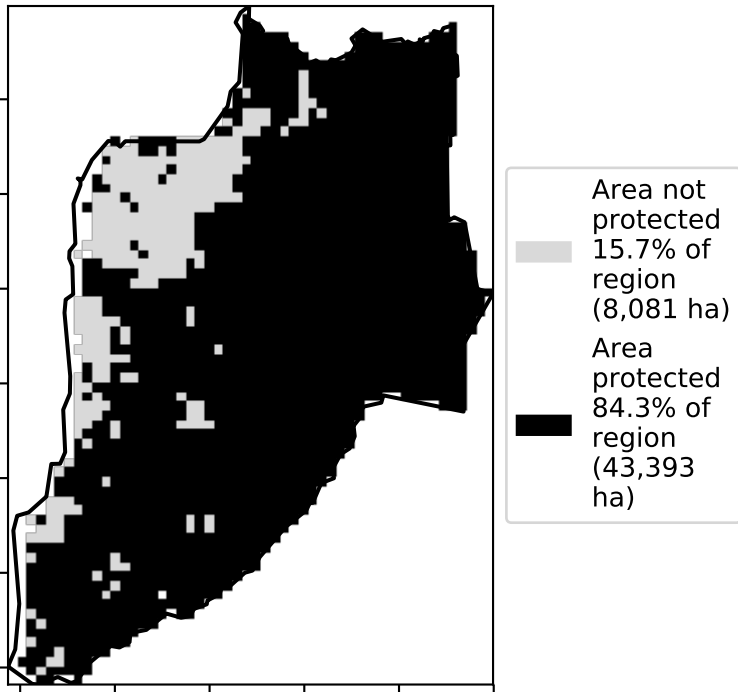 Area not
protected
15.7% of
region
(8,081 ha)
Area
protected
84.3% of
region
(43,393
ha)